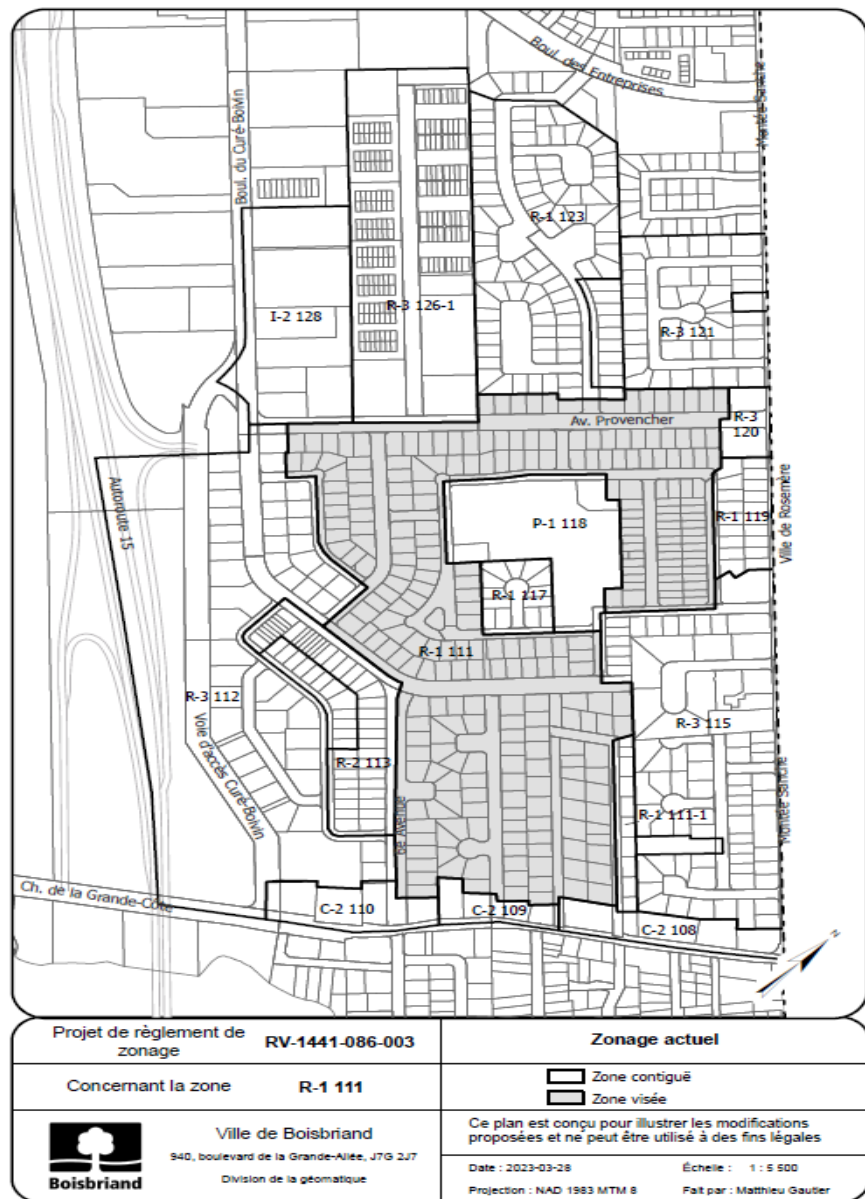 Boul. des Entreprises
Montée Sanche
Boul. du Curé-Boivin
R-1 123
I-2 128
R-3 126-1
R-3 121
Av. Provencher
R-3
120
Autoroute 15
P-1 118
R-1 119
Ville de Rosemère
R-1 117
R-1 111
R-3 112
R-3 115
Voie d'accès Curé-Boivin
R-2 113
6e Avenue
R-1 111-1
Montée Sanche
Ch. de la Grande-Côte
C-2 110
C-2 109
C-2 108
N
Projet de règlement de
zonage
RV-1441-086-003
Zonage actuel
Concernant la zone
R-1 111
Zone contiguë
Zone visée
Boisbriand
Ville de Boisbriand
940, boulevard de la Grande-Allée, J7G 2J7
Division de la géomatique
Ce plan est conçu pour illustrer les modifications
proposées et ne peut être utilisé à des fins légales
Date : 2023-03-28
Échelle : 1 : 5 500
Projection : NAD 1983 MTM 8
Fait par : Matthieu Gautier